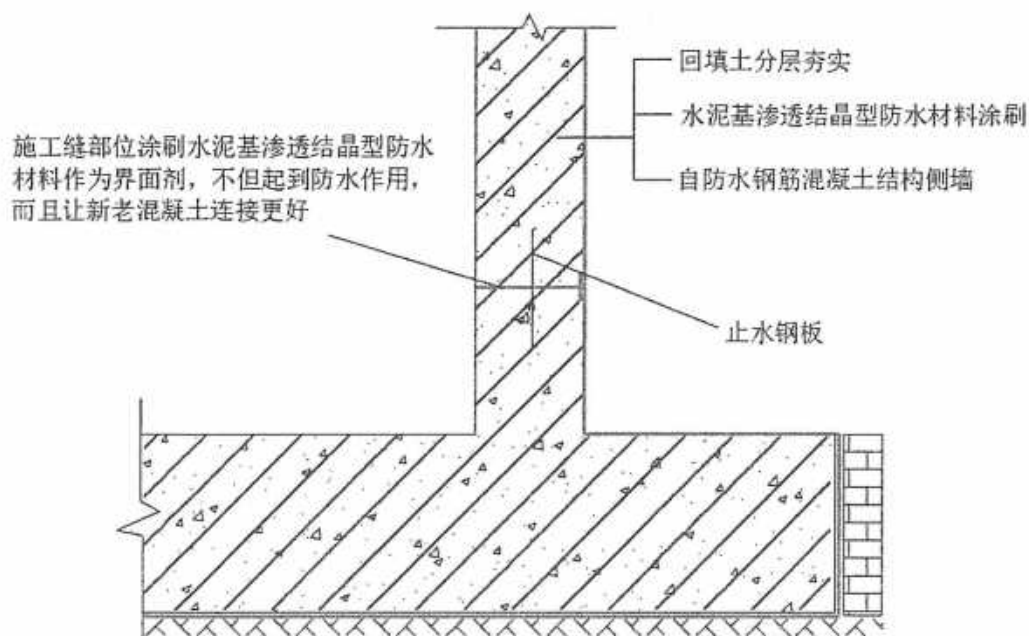 回填土分层夯实
水泥基渗透结晶型防水材料涂刷
自防水钢筋混凝土结构侧墙
施工缝部位涂刷水泥基渗透结晶型防水
材料作为界面剂，不但起到防水作用，
而且让新老混凝土连接更好
止水钢板